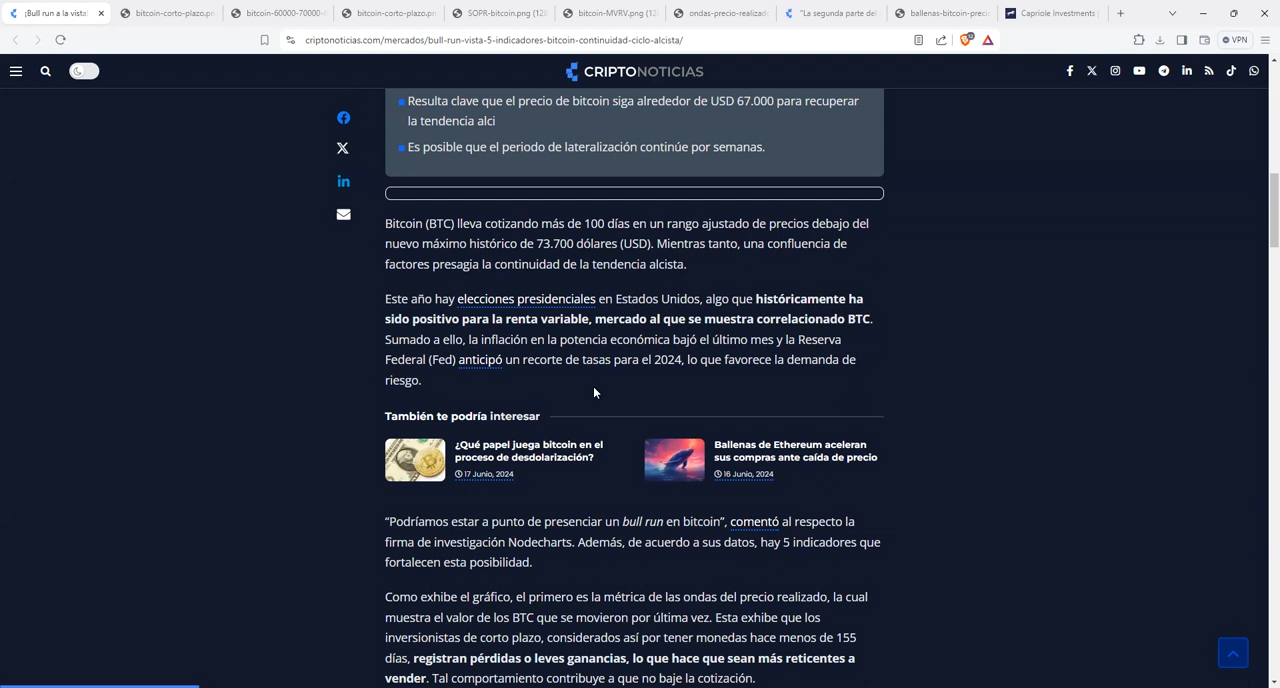 ¡Bull run a la vista!
bitcoin-corto-plazo.pn
bitcoin-60000-70000-
bitcoin-corto-plazo.pn
SOPR-bitcoin.png (128
bitcoin-MVRV.png (128
ondas-precio-realizado
"La segunda parte del
ballenas-bitcoin-precio
Capriole Investments
criptonoticias.com/mercados/bull-run-vista-5-indicadores-bitcoin-continuidad-ciclo-alcista/
VPN
CRIPTONOTICIAS
Resulta clave que el precio de bitcoin siga alrededor de USD 67.000 para recuperar
la tendencia alci
Es posible que el periodo de lateralización continúe por semanas.
Bitcoin (BTC) lleva cotizando más de 100 días en un rango ajustado de precios debajo del
nuevo máximo histórico de 73.700 dólares (USD). Mientras tanto, una confluencia de
factores presagia la continuidad de la tendencia alcista.
Este año hay elecciones presidenciales en Estados Unidos, algo que históricamente ha
sido positivo para la renta variable, mercado al que se muestra correlacionado BTC.
Sumado a ello, la inflación en la potencia económica bajó el último mes y la Reserva
Federal (Fed) anticipó un recorte de tasas para el 2024, lo que favorece la demanda de
riesgo.
También te podría interesar
¿Qué papel juega bitcoin en el
proceso de desdolarización?
17 Junio, 2024
Ballenas de Ethereum aceleran
sus compras ante caída de precio
16 Junio, 2024
“Podríamos estar a punto de presenciar un bull run en bitcoin”, comentó al respecto la
firma de investigación Nodecharts. Además, de acuerdo a sus datos, hay 5 indicadores que
fortalecen esta posibilidad.
Como exhibe el gráfico, el primero es la métrica de las ondas del precio realizado, la cual
muestra el valor de los BTC que se movieron por última vez. Esta exhibe que los
inversionistas de corto plazo, considerados así por tener monedas hace menos de 155
días, registran pérdidas o leves ganancias, lo que hace que sean más reticentes a
vender. Tal comportamiento contribuye a que no baje la cotización.